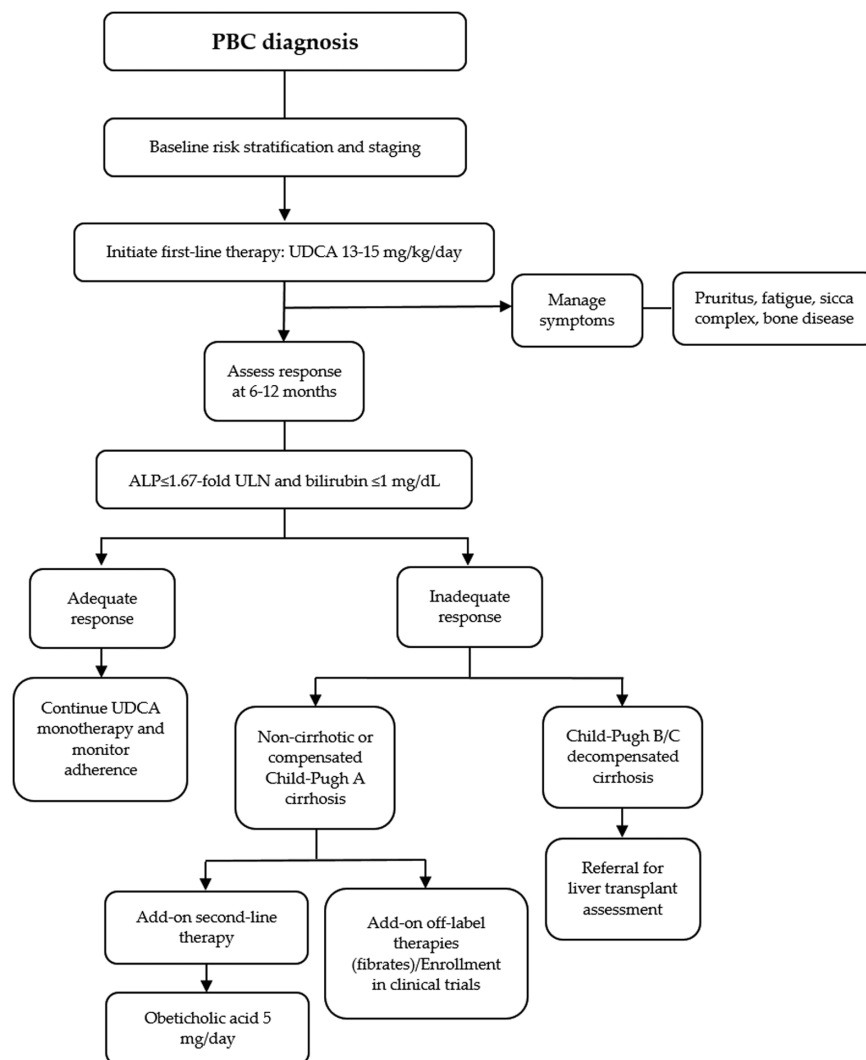 PBC diagnosis
Baseline risk stratification and staging
Initiate first-line therapy: UDCA 13-15 mg/kg/day
Manage
symptoms
Pruritus, fatigue, sicca
complex, bone disease
Assess response
at 6-12 months
ALP≤1.67-fold ULN and bilirubin ≤1 mg/dL
Adequate
response
Inadequate
response
Continue UDCA
monotherapy and
monitor
adherence
Non-cirrhotic or
compensated
Child-Pugh A
cirrhosis
Child-Pugh B/C
decompensated
cirrhosis
Add-on second-line
therapy
Add-on off-label
therapies
(fibrates)/Enrollment
in clinical trials
Referral for
liver transplant
assessment
Obeticholic acid 5
mg/day